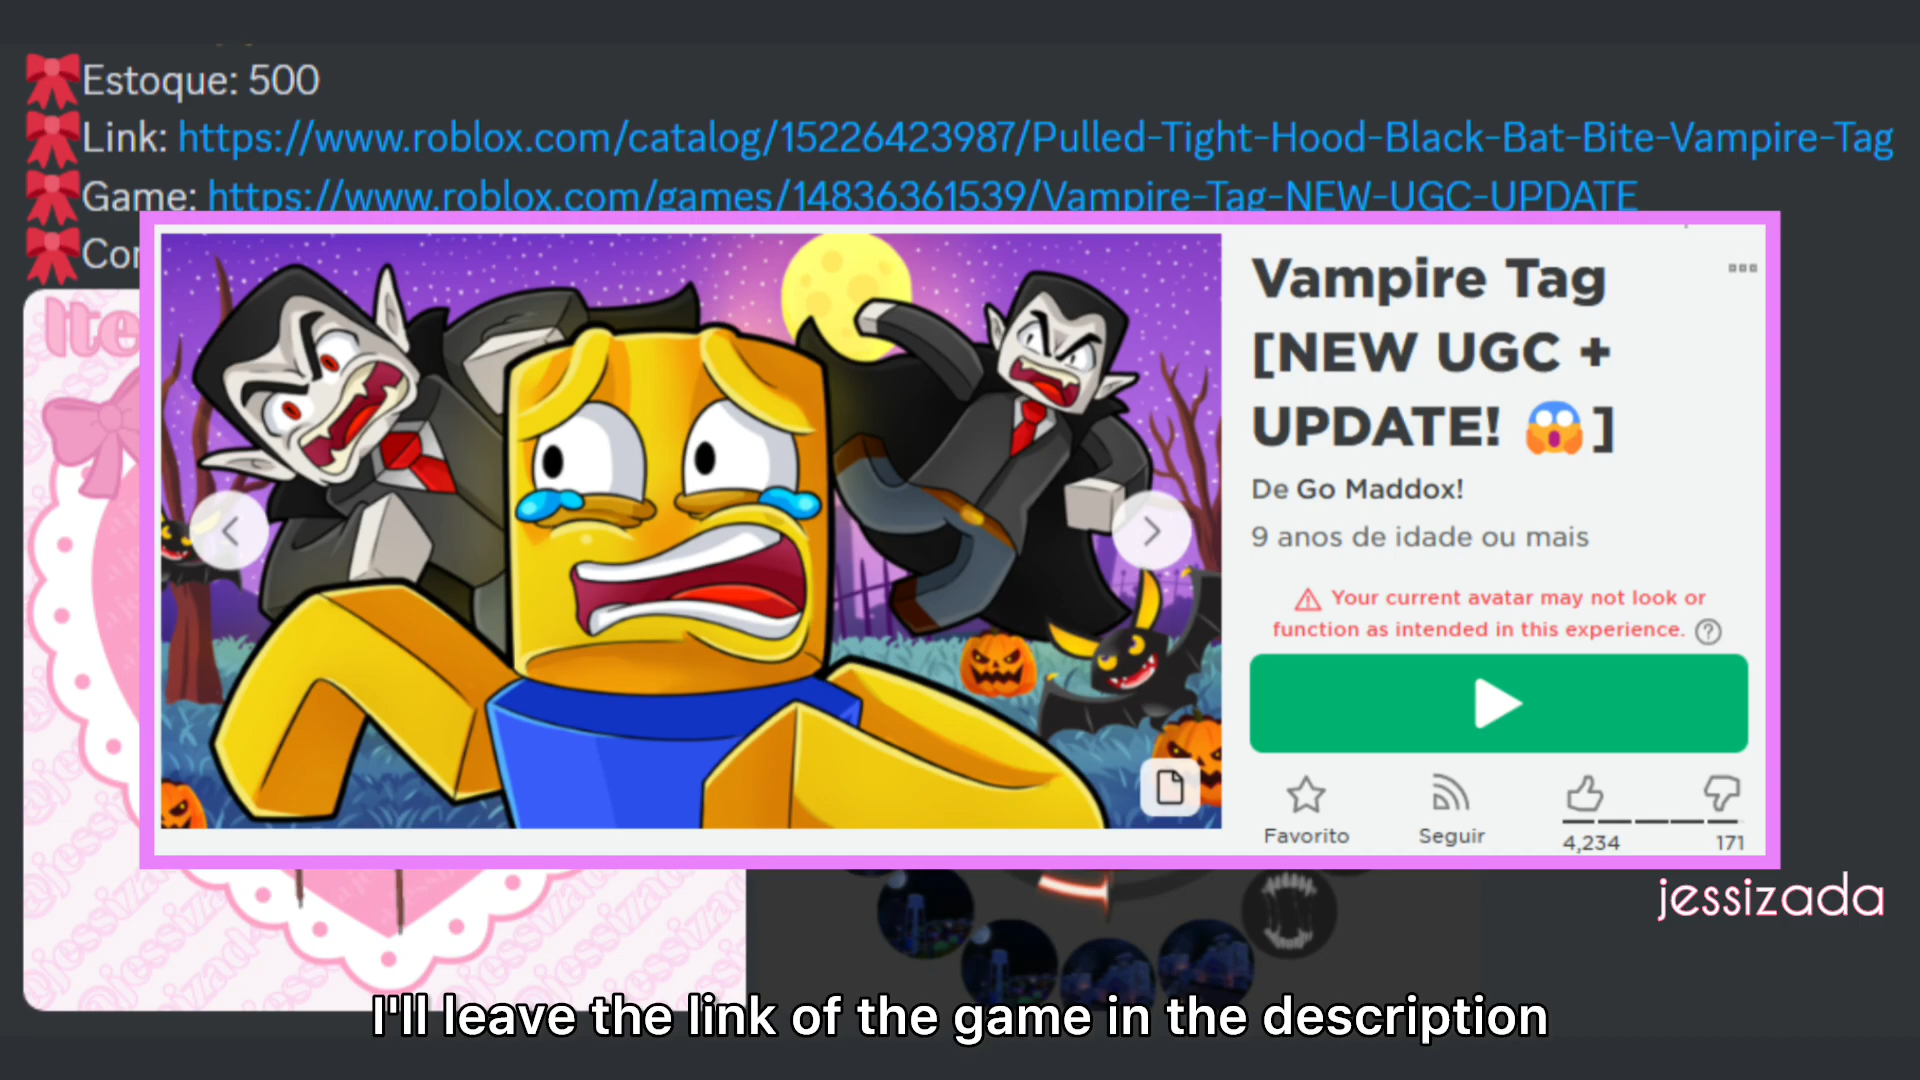 Estoque: 500
Link: https://www.roblox.com/catalog/15226423987/Pulled-Tight-Hood-Black-Bat-Bite-Vampire-Tag
Game: https://www.roblox.com/games/14836361539/Vampire-Tag-NEW-UGC-UPDATE
Con
Ite
Vampire Tag
[NEW UGC +
UPDATE! 😱]
De Go Maddox!
9 anos de idade ou mais
Your current avatar may not look or
function as intended in this experience.
Favorito
Seguir
4,234
171
jessizada
I'll leave the link of the game in the description